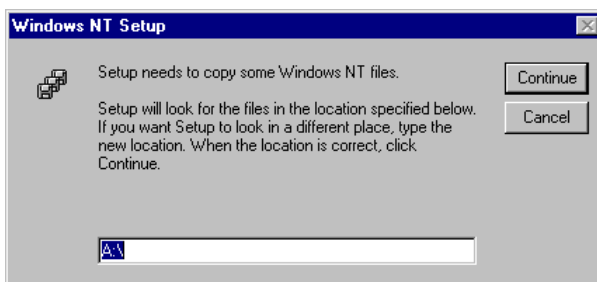 Windows NT Setup
Setup needs to copy some Windows NT files.
Continue
Setup will look for the files in the location specified below.
If you want Setup to look in a different place, type the
new location. When the location is correct, click
Continue.
Cancel
A:\